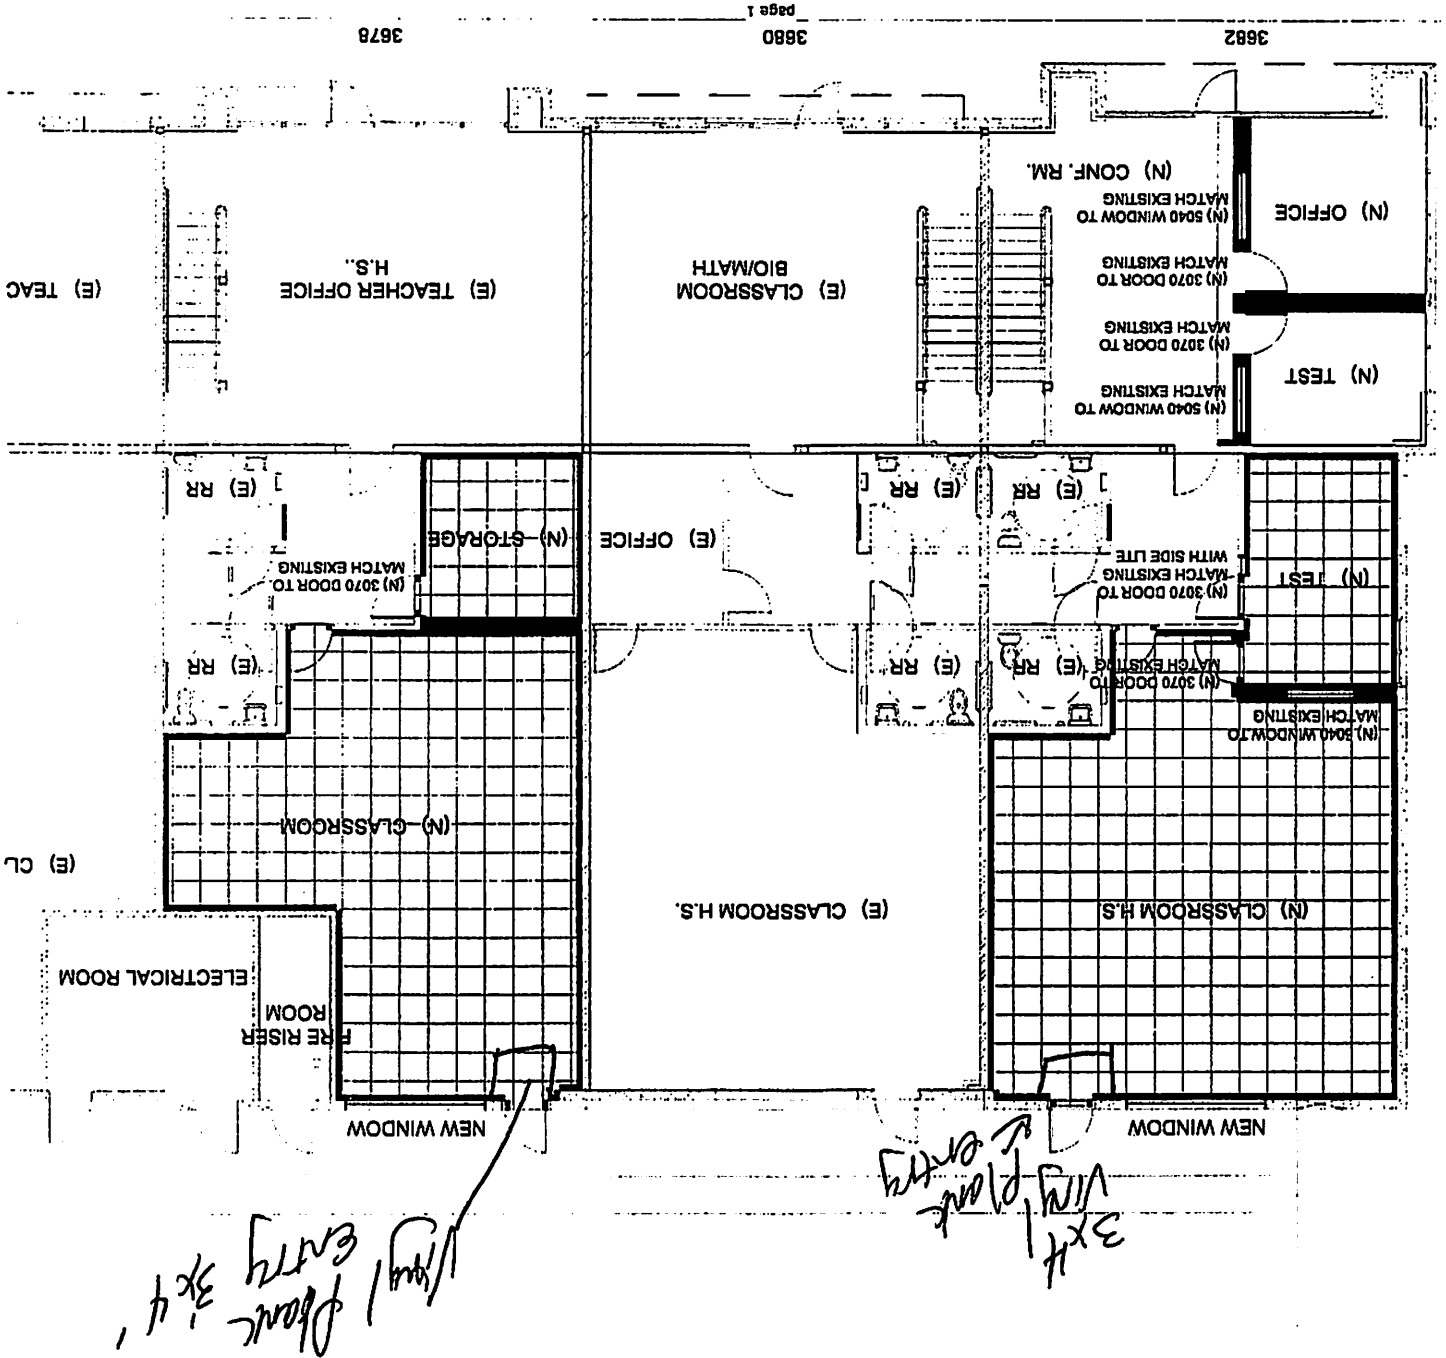 Vinyl Plank
Entry 3x4'
3x4
Vinyl
plank
entry
NEW WINDOW
NEW WINDOW
FIRE RISER
ROOM
ELECTRICAL ROOM
(N) CLASSROOM H.S.
(E) CLASSROOM H.S.
(E) CL
(N) CLASSROOM
(N) 5040 WINDOW TO
MATCH EXISTING
(N) 3070 DOOR TO
MATCH EXISTING
(E) RR
(E) RR
(E) RR
(N) TEST
(N) 3070 DOOR TO
MATCH EXISTING
WITH SIDE LITE
(N) 3070 DOOR TO
MATCH EXISTING
(E) OFFICE
(N) STORAGE
(E) RR
(E) RR
(E) RR
(N) 5040 WINDOW TO
MATCH EXISTING
(N) TEST
(N) 3070 DOOR TO
MATCH EXISTING
(N) 3070 DOOR TO
MATCH EXISTING
(E) CLASSROOM
BIO/MATH
(E) TEACHER OFFICE
H.S..
(E) TEAC
(N) OFFICE
(N) 5040 WINDOW TO
MATCH EXISTING
(N) CONF. RM.
3682
3680
3678
page 1